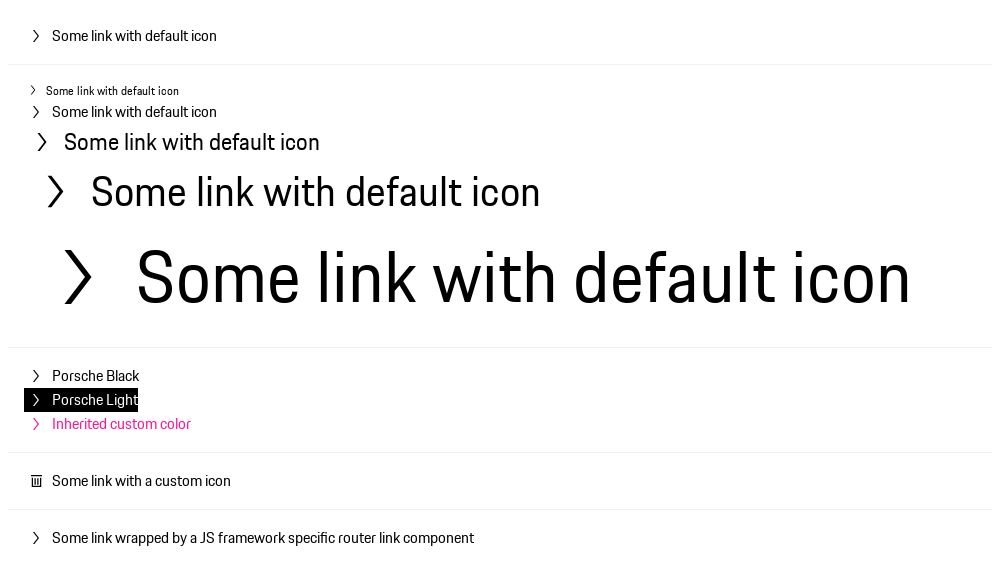 Some link with default icon
Some link with default icon
Some link with default icon
Some link with default icon
Some link with default icon
Some link with default icon
Porsche Black
Porsche Light
Inherited custom color
Some link with a custom icon
Some link wrapped by a JS framework specific router link component